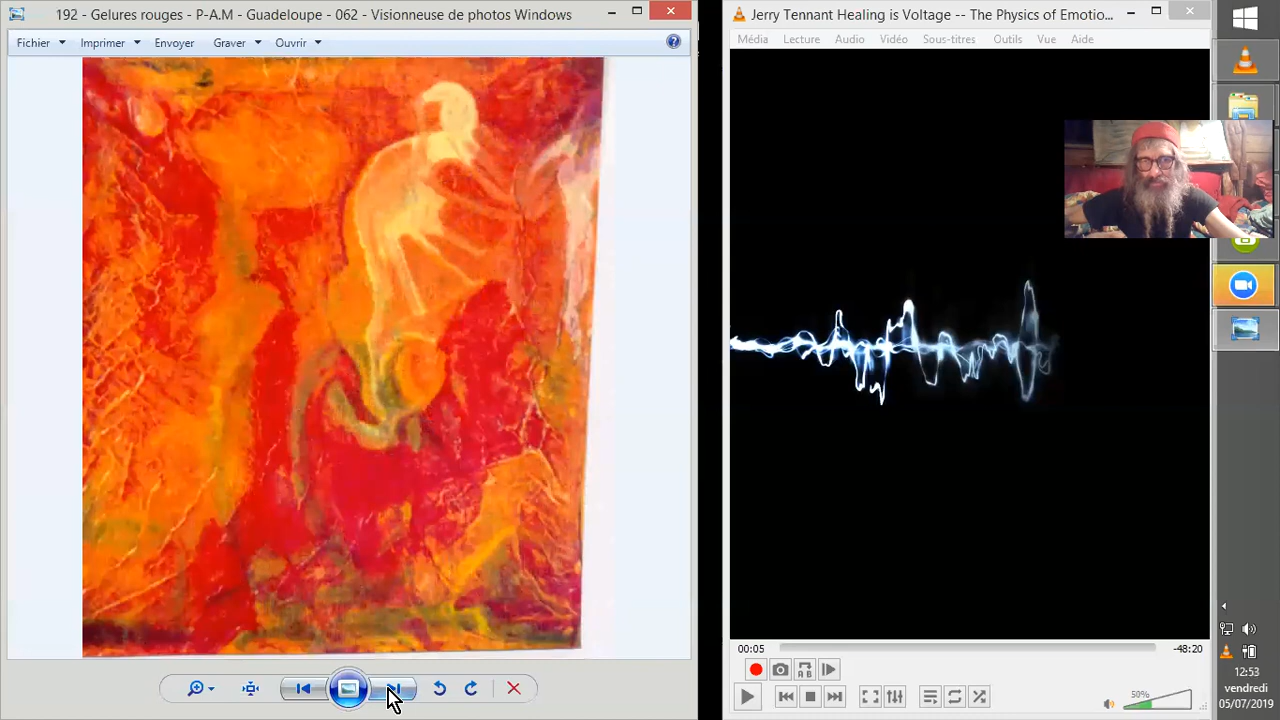 192 - Gelures rouges - P-A.M - Guadeloupe - 062 - Visionneuse de photos Windows
Fichier Imprimer Envoyer Graver Ouvrir
Jerry Tennant Healing is Voltage -- The Physics of Emotio...
Média Lecture Audio Vidéo Sous-titres Outils Vue Aide
00:05 -48:20
50%
12:53
vendredi
05/07/2019